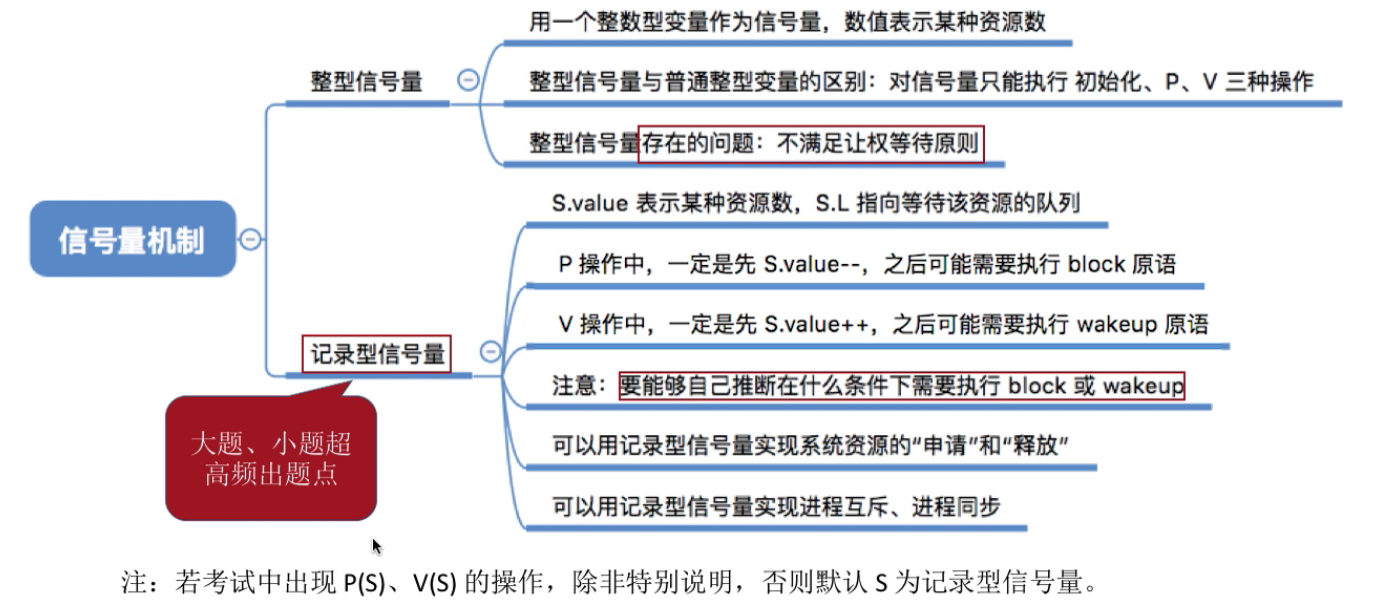 用一个整数型变量作为信号量，数值表示某种资源数
整型信号量
整型信号量与普通整型变量的区别：对信号量只能执行 初始化、P、V 三种操作
整型信号量存在的问题：不满足让权等待原则
信号量机制
S.value 表示某种资源数，S.L 指向等待该资源的队列
P 操作中，一定是先 S.value--，之后可能需要执行 block 原语
V 操作中，一定是先 S.value++，之后可能需要执行 wakeup 原语
记录型信号量
注意：要能够自己推断在什么条件下需要执行 block 或 wakeup
可以用记录型信号量实现系统资源的“申请”和“释放”
可以用记录型信号量实现进程互斥、进程同步
大题、小题超
高频出题点
注：若考试中出现 P(S)、V(S) 的操作，除非特别说明，否则默认 S 为记录型信号量。